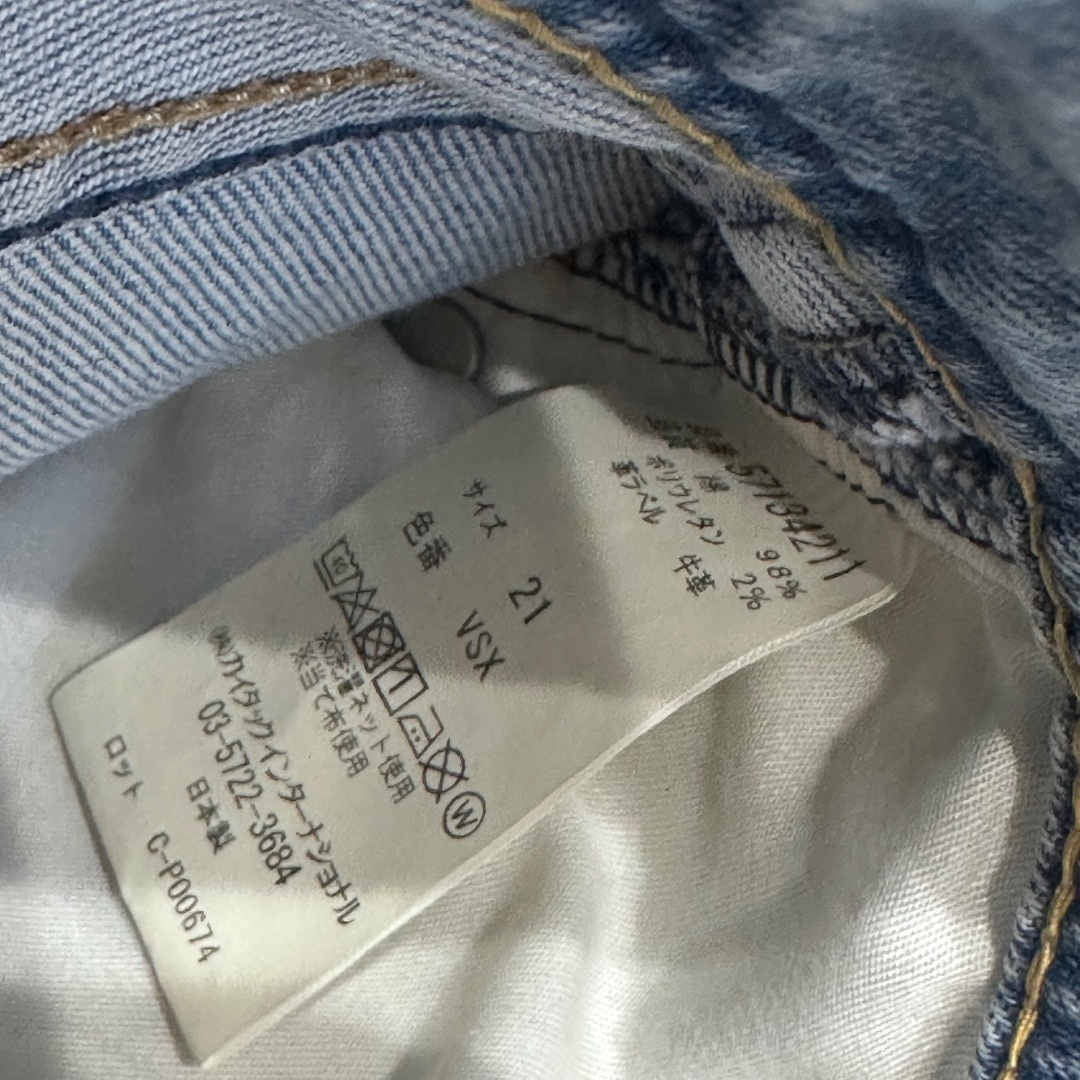 57134211
綿 98%
ポリウレタン 2%
革ラベル 牛革
サイズ 21
色番 VSX
※洗濯ネット使用
※当て布使用
(株)カイタックインターナショナル
03-5722-3684
日本製
ロット C-P00674